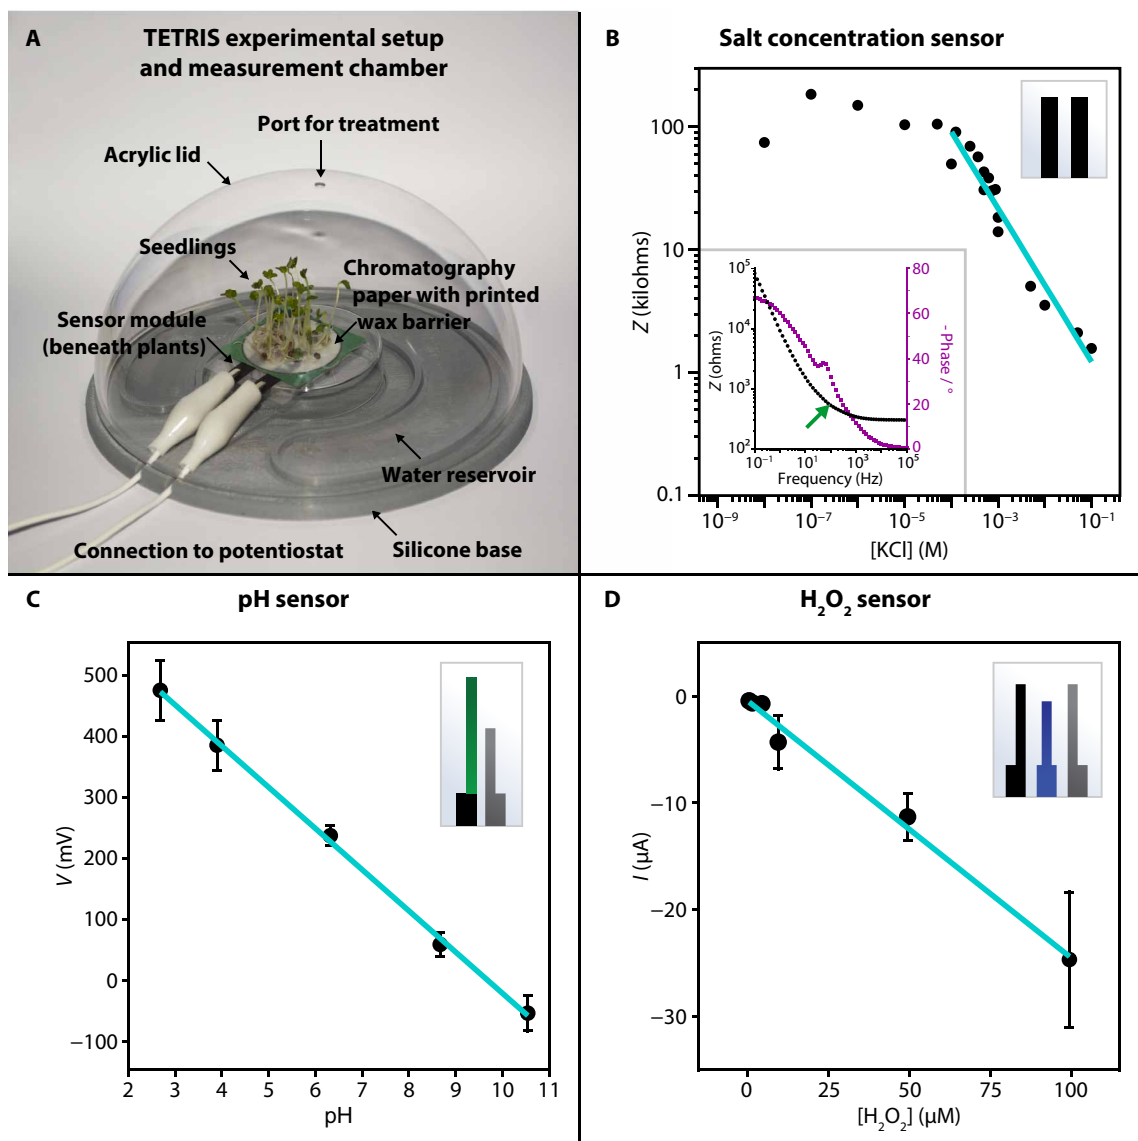 A
TETRIS experimental setup
and measurement chamber
Port for treatment
Acrylic lid
Seedlings
Chromatography
paper with printed
wax barrier
Sensor module
(beneath plants)
Water reservoir
Connection to potentiostat
Silicone base
B
Salt concentration sensor
Z (kilohms)
100
10
1
0.1
10⁻⁹
10⁻⁷
10⁻⁵
10⁻³
10⁻¹
[KCl] (M)
Z (ohms)
10⁵
10⁴
10³
10²
10⁻¹
10¹
10³
10⁵
Frequency (Hz)
80
60
40
20
0
- Phase / °
C
pH sensor
V (mV)
500
400
300
200
100
0
−100
2 3 4 5 6 7 8 9 10 11
pH
D
H₂O₂ sensor
I (µA)
0
−10
−20
−30
0 25 50 75 100
[H₂O₂] (µM)